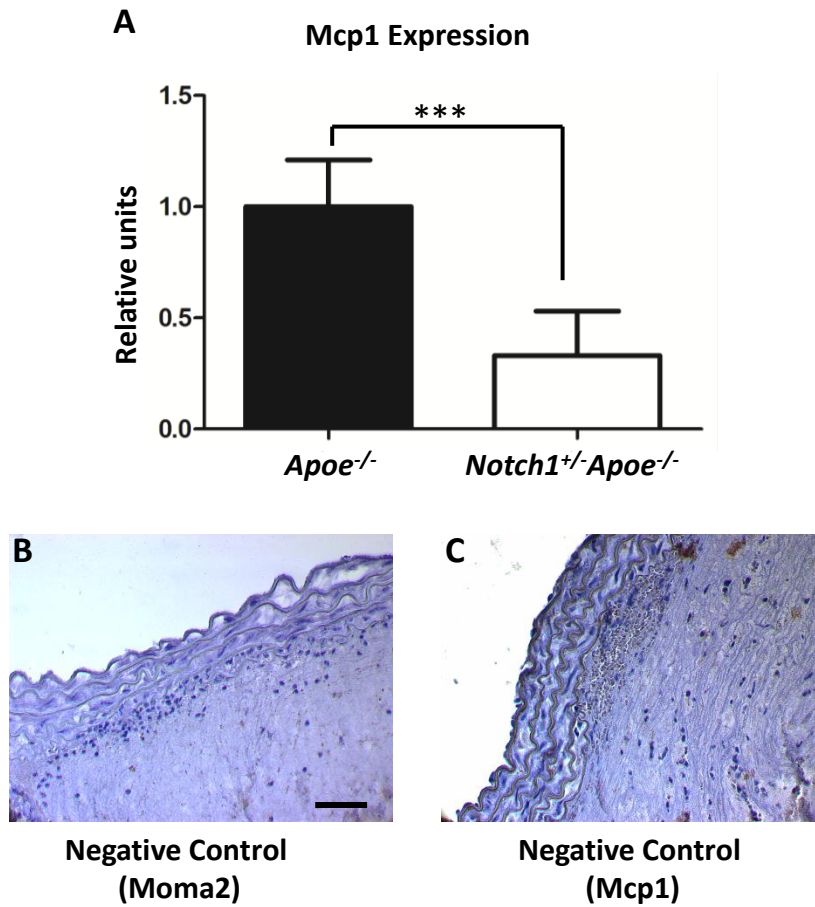 A
Mcp1 Expression
***
1.5
1.0
0.5
0.0
Relative units
Apoe-/-
Notch1+/-Apoe-/-
B
C
Negative Control
(Moma2)
Negative Control
(Mcp1)